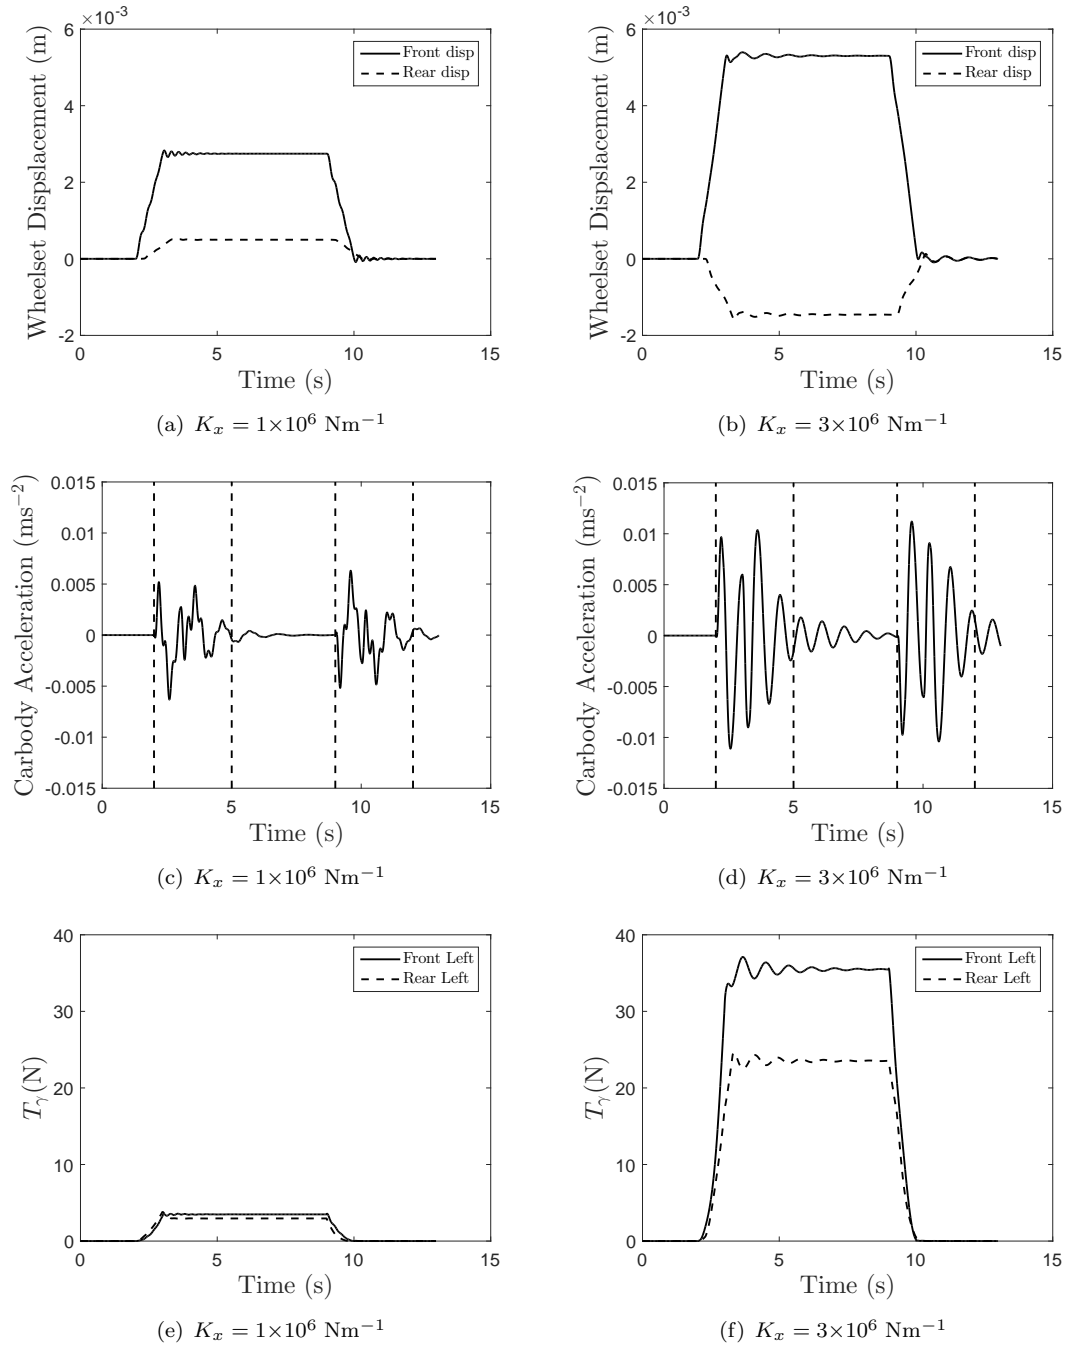 ×10⁻³
6
4
2
0
-2
Wheelset Dispslacement (m)
Front disp
Rear disp
0 5 10 15
Time (s)
(a) Kₓ = 1×10⁶ Nm⁻¹
×10⁻³
6
4
2
0
-2
Wheelset Dispslacement (m)
Front disp
Rear disp
0 5 10 15
Time (s)
(b) Kₓ = 3×10⁶ Nm⁻¹
0.015
0.01
0.005
0
-0.005
-0.01
-0.015
Carbody Acceleration (ms⁻²)
0 5 10 15
Time (s)
(c) Kₓ = 1×10⁶ Nm⁻¹
0.015
0.01
0.005
0
-0.005
-0.01
-0.015
Carbody Acceleration (ms⁻²)
0 5 10 15
Time (s)
(d) Kₓ = 3×10⁶ Nm⁻¹
40
30
20
10
0
Tᵧ(N)
Front Left
Rear Left
0 5 10 15
Time (s)
(e) Kₓ = 1×10⁶ Nm⁻¹
40
30
20
10
0
Tᵧ(N)
Front Left
Rear Left
0 5 10 15
Time (s)
(f) Kₓ = 3×10⁶ Nm⁻¹